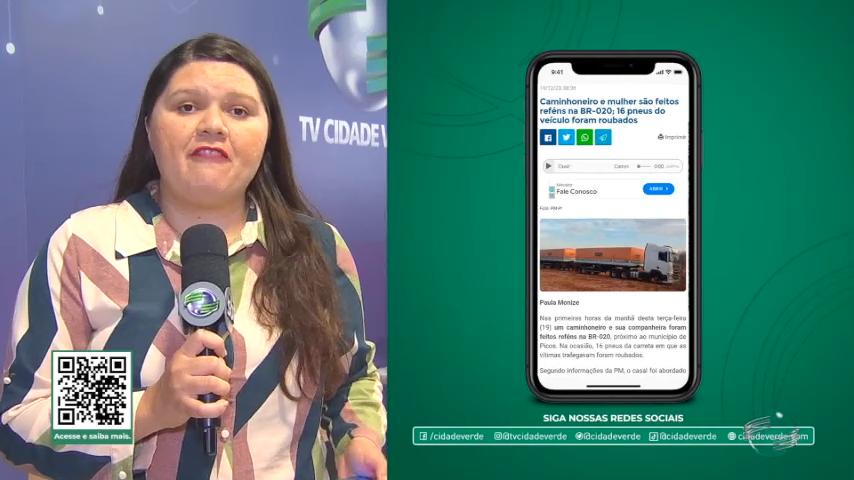 TV CIDADE V
Acesse e saiba mais.
9:41
Caminhoneiro e mulher são feitos
reféns na BR-020; 16 pneus do
veículo foram roubados
Imprimir
Ouvir
0:00
Fale Conosco
ABRIR >
Paula Monize
Nas primeiras horas da manhã desta terça-feira
(19) um caminhoneiro e sua companheira foram
feitos reféns na BR-020, próximo ao município de
Picos. Na ocasião, 16 pneus da carreta em que as
vítimas trafegavam foram roubados.
Segundo informações da PM, o casal foi abordado
SIGA NOSSAS REDES SOCIAIS
/cidadeverde @tvcidadeverde @cidadeverde @cidadeverde cidadeverde.com